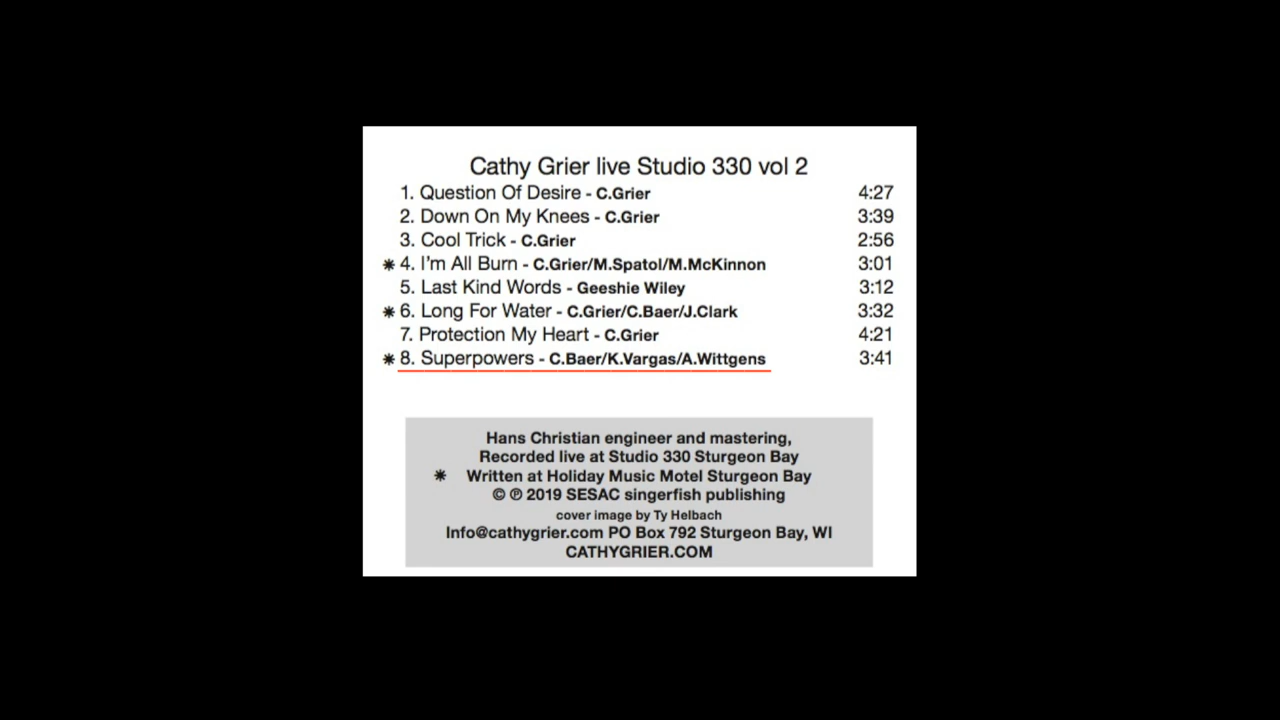 Cathy Grier live Studio 330 vol 2
1. Question Of Desire - C.Grier 4:27
2. Down On My Knees - C.Grier 3:39
3. Cool Trick - C.Grier 2:56
✷ 4. I'm All Burn - C.Grier/M.Spatol/M.McKinnon 3:01
5. Last Kind Words - Geeshie Wiley 3:12
✷ 6. Long For Water - C.Grier/C.Baer/J.Clark 3:32
7. Protection My Heart - C.Grier 4:21
✷ 8. Superpowers - C.Baer/K.Vargas/A.Wittgens 3:41
Hans Christian engineer and mastering,
Recorded live at Studio 330 Sturgeon Bay
✷ Written at Holiday Music Motel Sturgeon Bay
© ℗ 2019 SESAC singerfish publishing
cover image by Ty Helbach
Info@cathygrier.com PO Box 792 Sturgeon Bay, WI
CATHYGRIER.COM